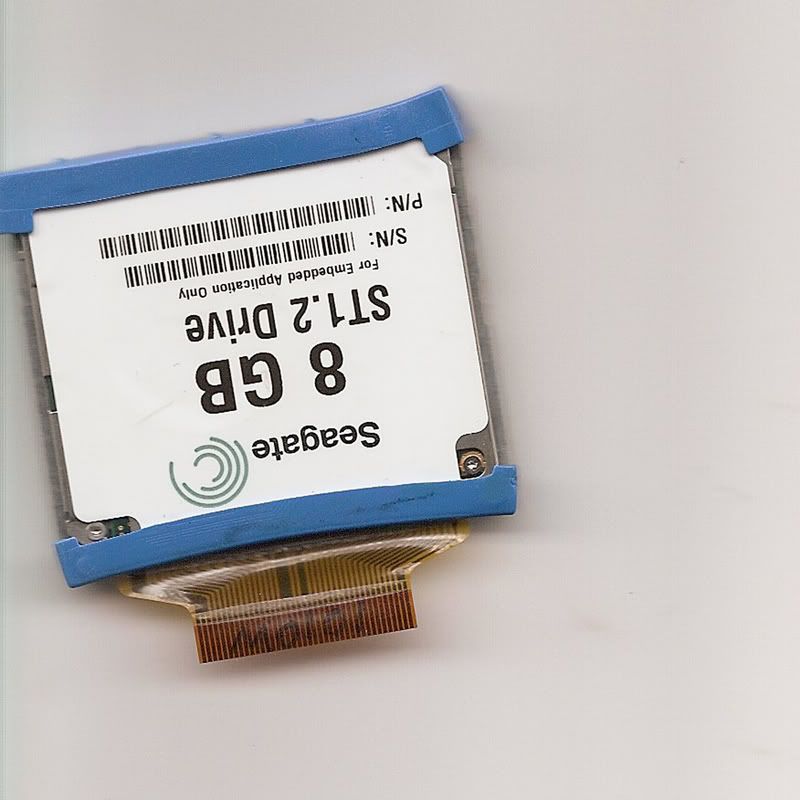 Seagate
8 GB
ST1.2 Drive
For Embedded Application Only
S/N:
P/N: